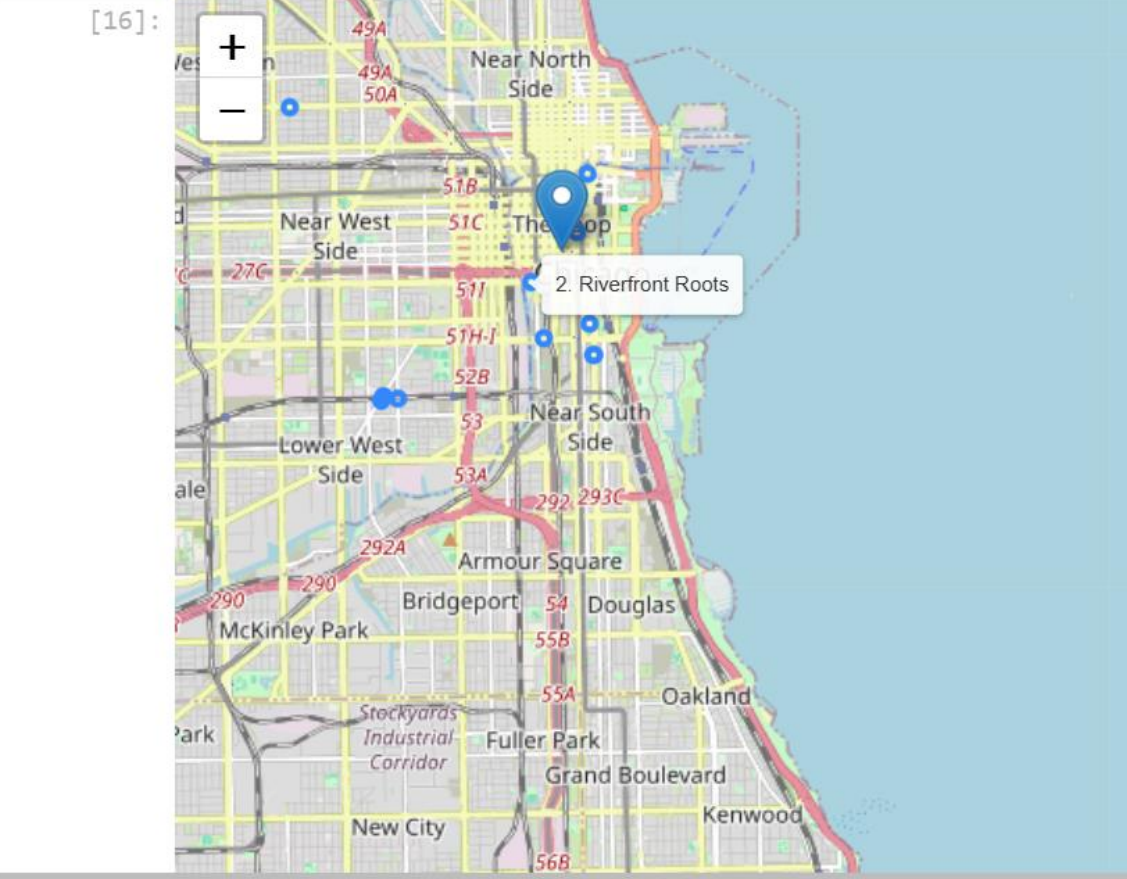 [16]:
+
−
49A
49A
50A
Near North
Side
51B
51C
The Loop
Near West
Side
27C
2. Riverfront Roots
51I
51H-I
52B
53
Near South
Side
Lower West
Side
53A
292
293C
292A
Armour Square
290
290
Bridgeport
54
Douglas
McKinley Park
55B
55A
Oakland
Stockyards
Industrial
Corridor
Park
Fuller Park
Grand Boulevard
Kenwood
New City
56B